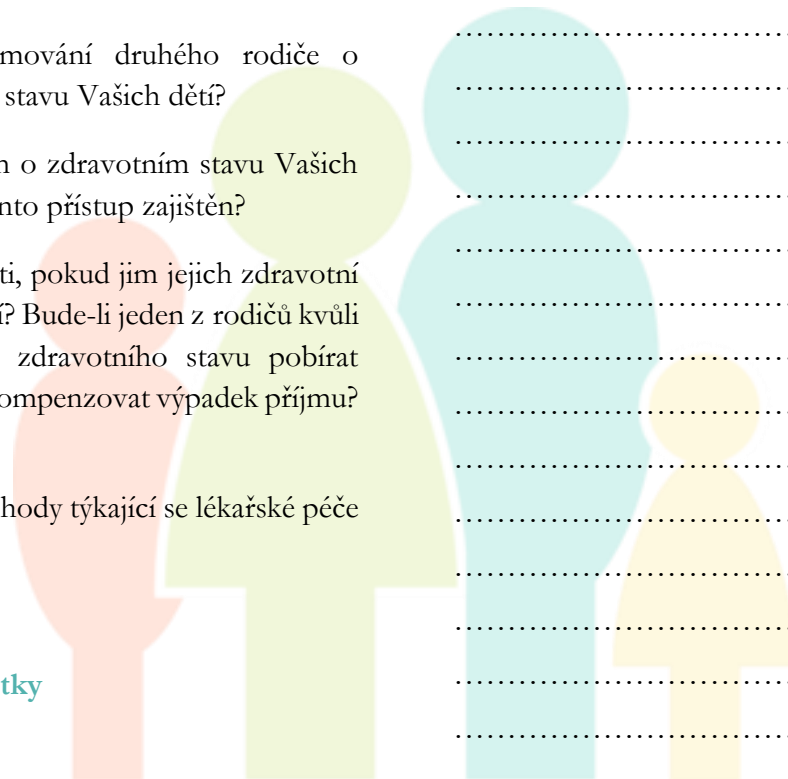 mování druhého rodiče o
stavu Vašich dětí?
o zdravotním stavu Vašich
nto přístup zajištěn?
ti, pokud jim jejich zdravotní
í? Bude-li jeden z rodičů kvůli
zdravotního stavu pobírat
ompenzovat výpadek příjmu?
hody týkající se lékařské péče
tky